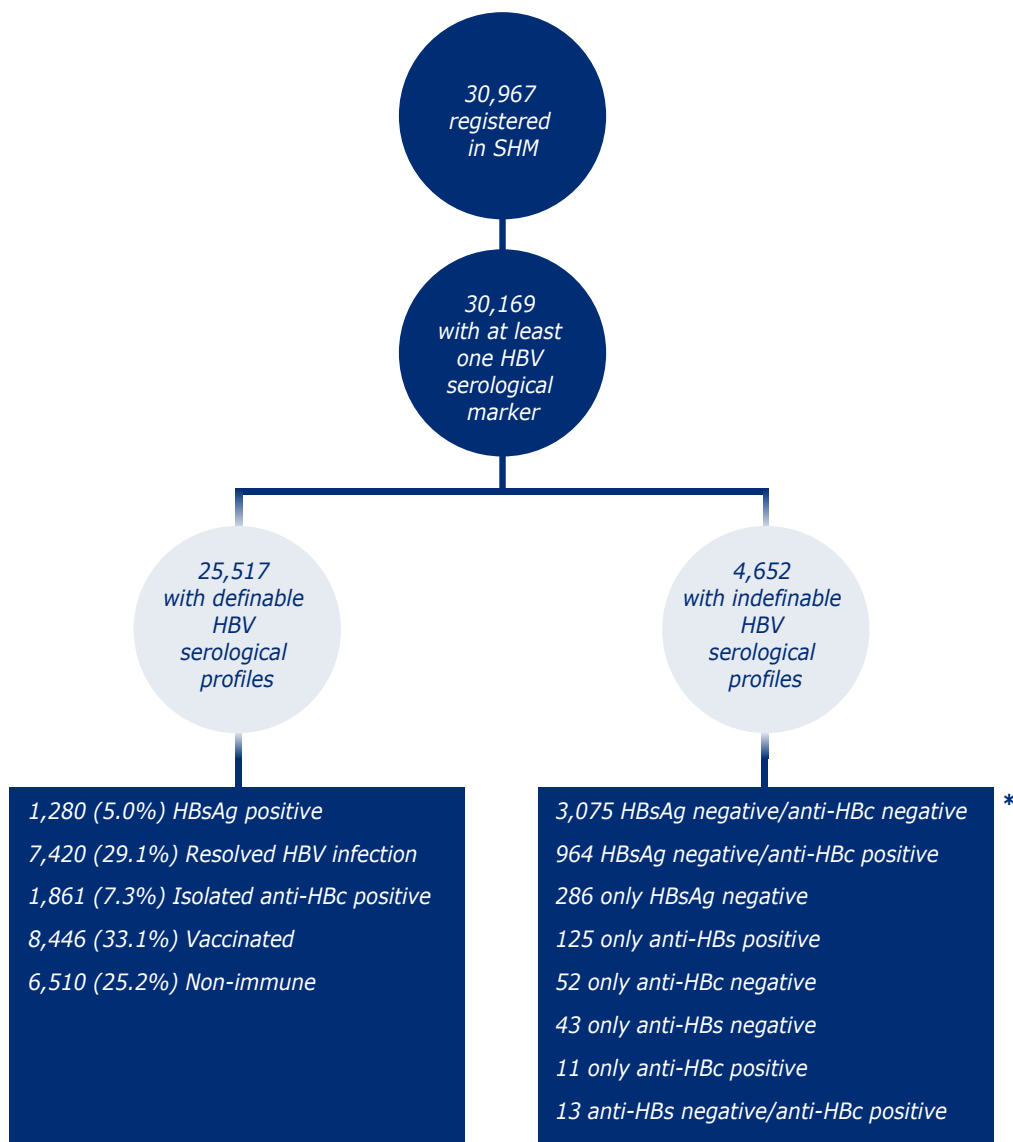 30,967
registered
in SHM
30,169
with at least
one HBV
serological
marker
25,517
with definable
HBV
serological
profiles
4,652
with indefinable
HBV
serological
profiles
1,280 (5.0%) HBsAg positive
7,420 (29.1%) Resolved HBV infection
1,861 (7.3%) Isolated anti-HBc positive
8,446 (33.1%) Vaccinated
6,510 (25.2%) Non-immune
3,075 HBsAg negative/anti-HBc negative
*
964 HBsAg negative/anti-HBc positive
286 only HBsAg negative
125 only anti-HBs positive
52 only anti-HBc negative
43 only anti-HBs negative
11 only anti-HBc positive
13 anti-HBs negative/anti-HBc positive